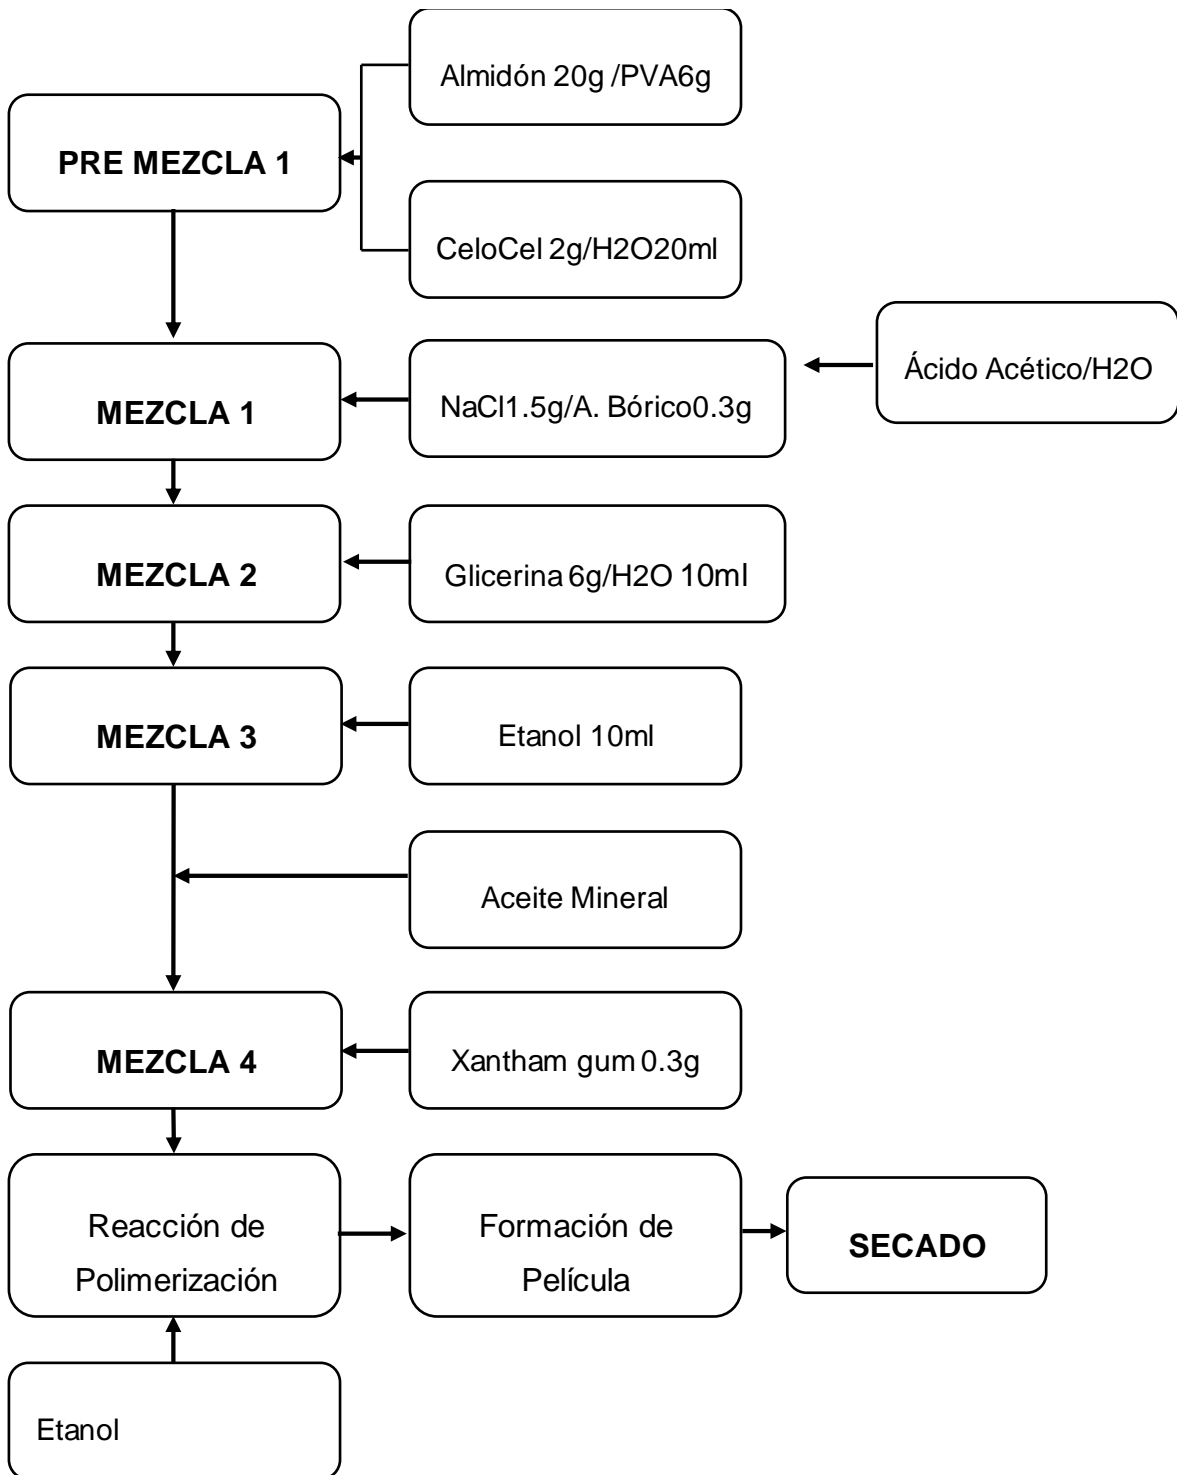 Almidón 20g /PVA6g
PRE MEZCLA 1
CeloCel 2g/H2O20ml
Ácido Acético/H2O
MEZCLA 1
NaCl1.5g/A. Bórico0.3g
MEZCLA 2
Glicerina 6g/H2O 10ml
MEZCLA 3
Etanol 10ml
Aceite Mineral
MEZCLA 4
Xantham gum 0.3g
Reacción de
Polimerización
Formación de
Película
SECADO
Etanol